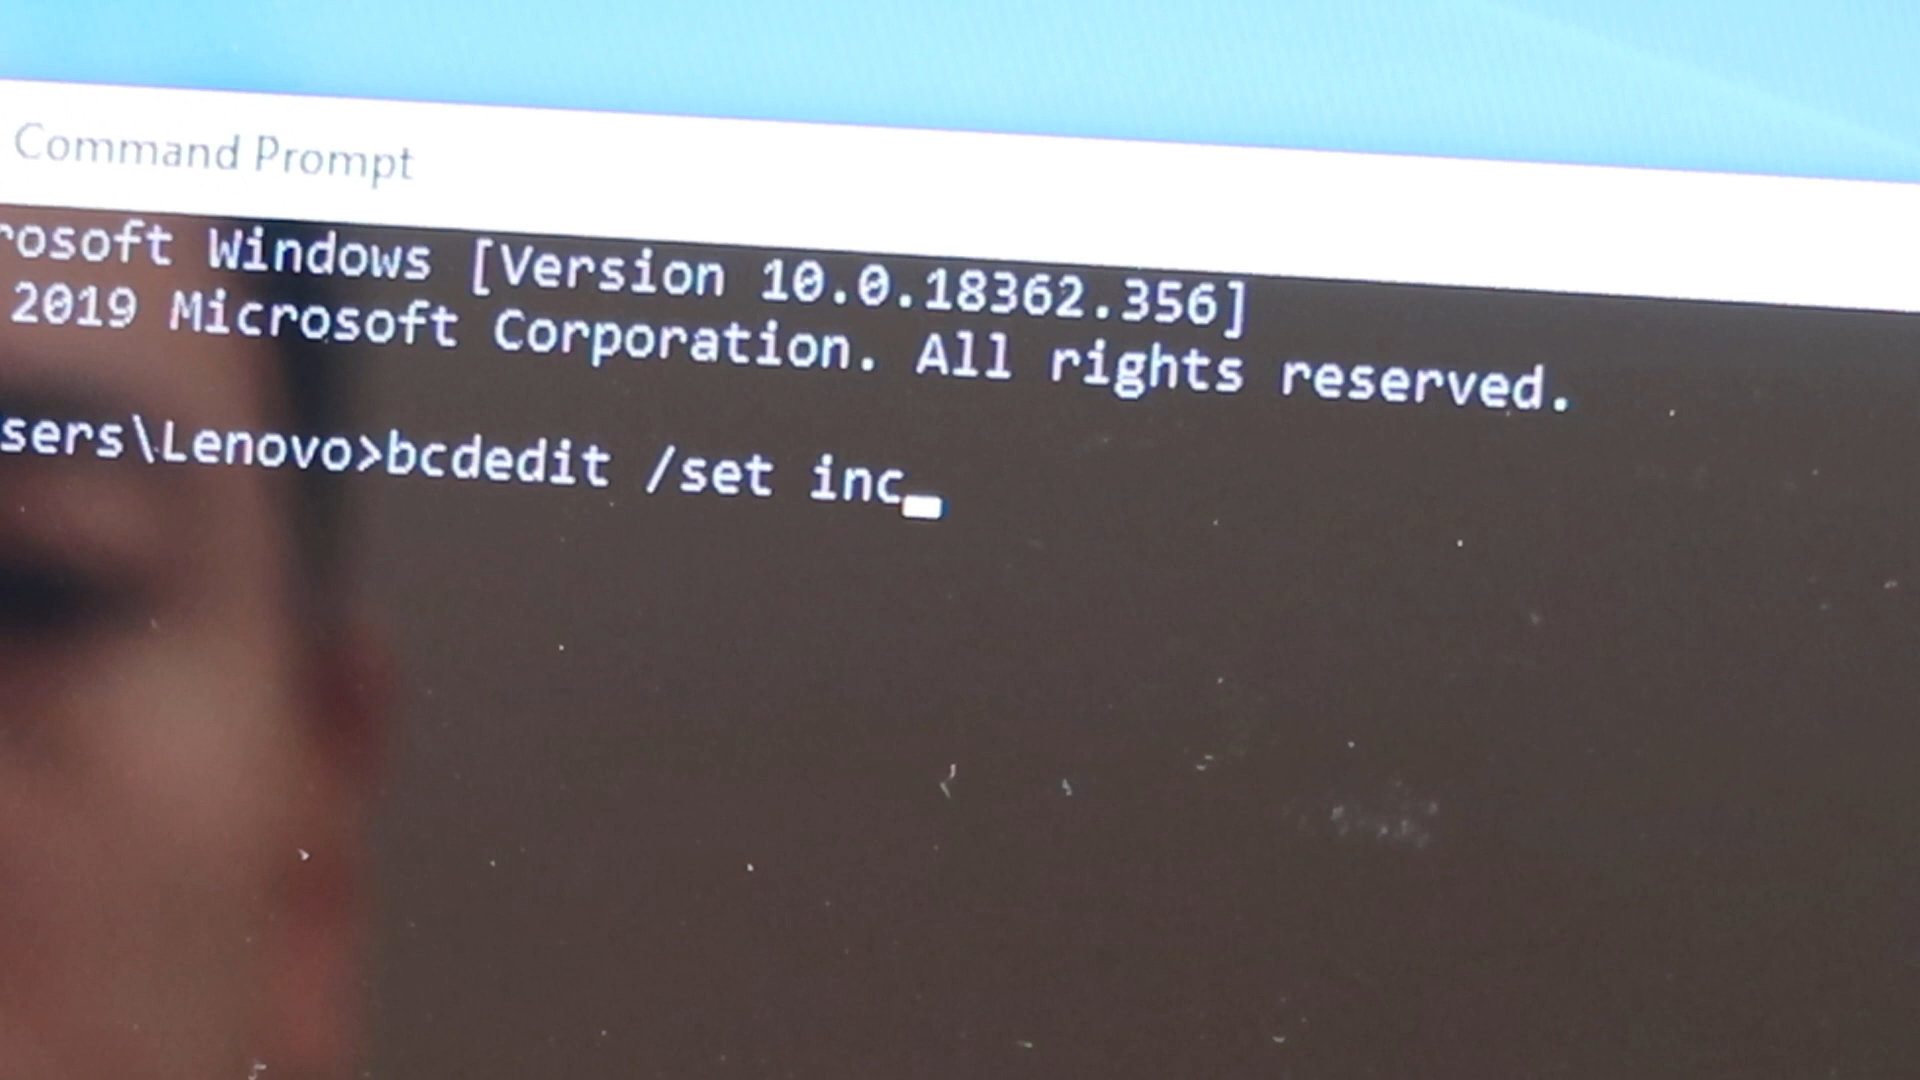 Command Prompt
rosoft Windows [Version 10.0.18362.356]
2019 Microsoft Corporation. All rights reserved.
sers\Lenovo>bcdedit /set inc